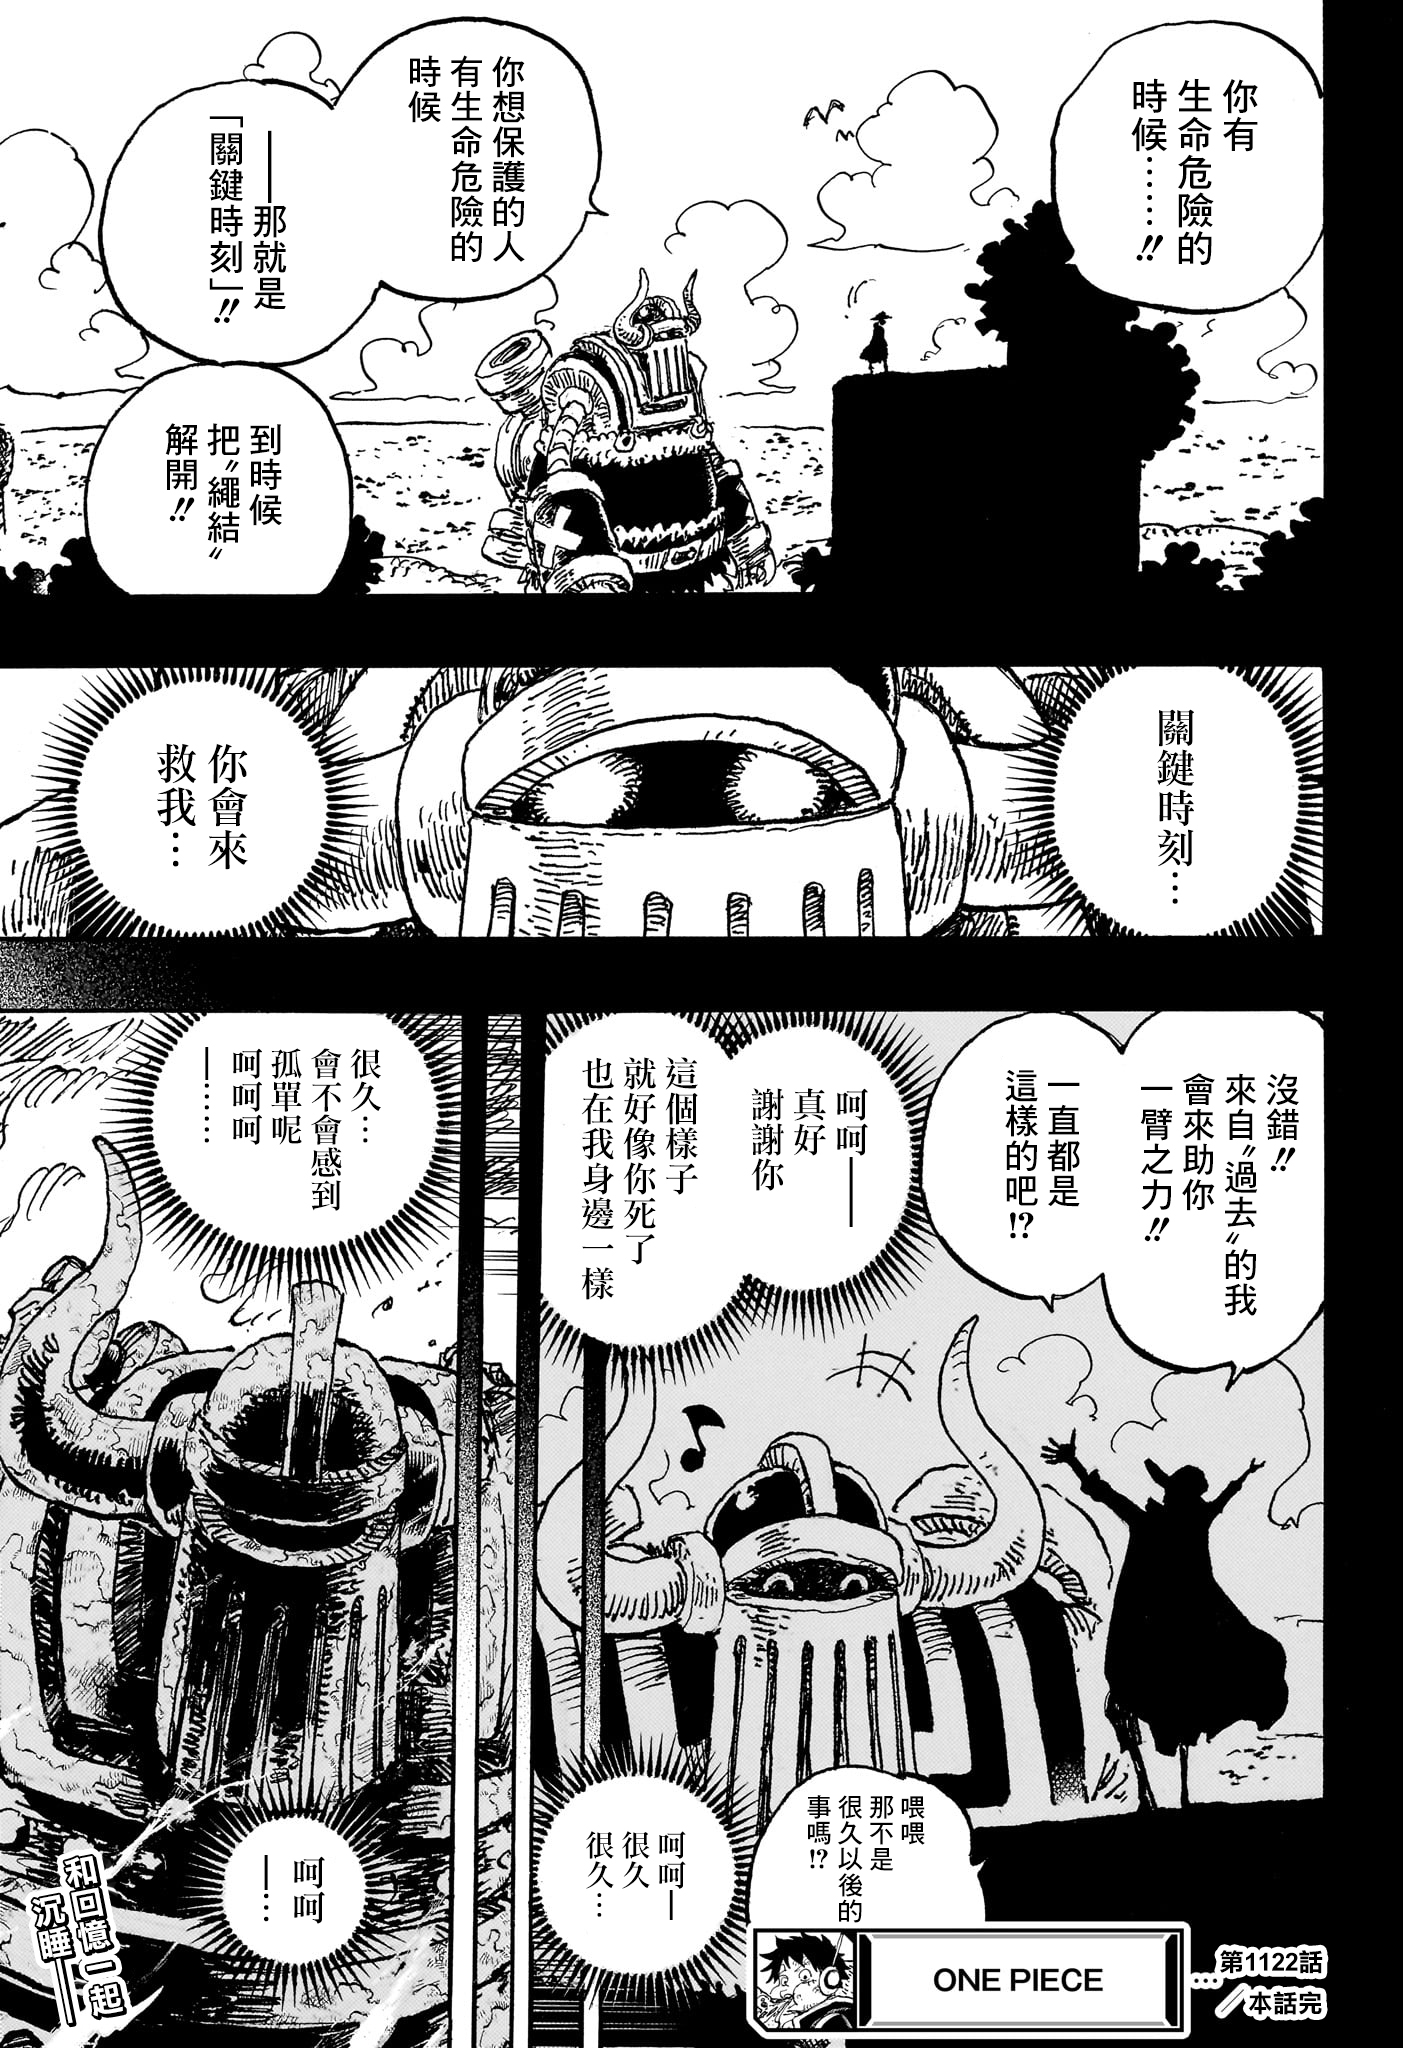 你有
生命危險的
時候……!!
你想保護的人
有生命危險的
時候
——那就是
「關鍵時刻」!!
到時候
把〝繩結〞
解開!!
關鍵時刻…
你會來
救我…
沒錯!!
來自〝過去〞的我
會來助你
一臂之力!!
一直都是
這樣的吧!?
呵呵——
真好
謝謝你
這個樣子
就好像你死了
也在我身邊一樣
喂喂
那不是
很久以後的
事嗎!?
呵呵—
很久
很久…
很久…
會不會感到
孤單呢
呵呵呵
—……
呵呵
—…
和回憶一起
沉睡——
ONE PIECE
…第1122話
／本話完